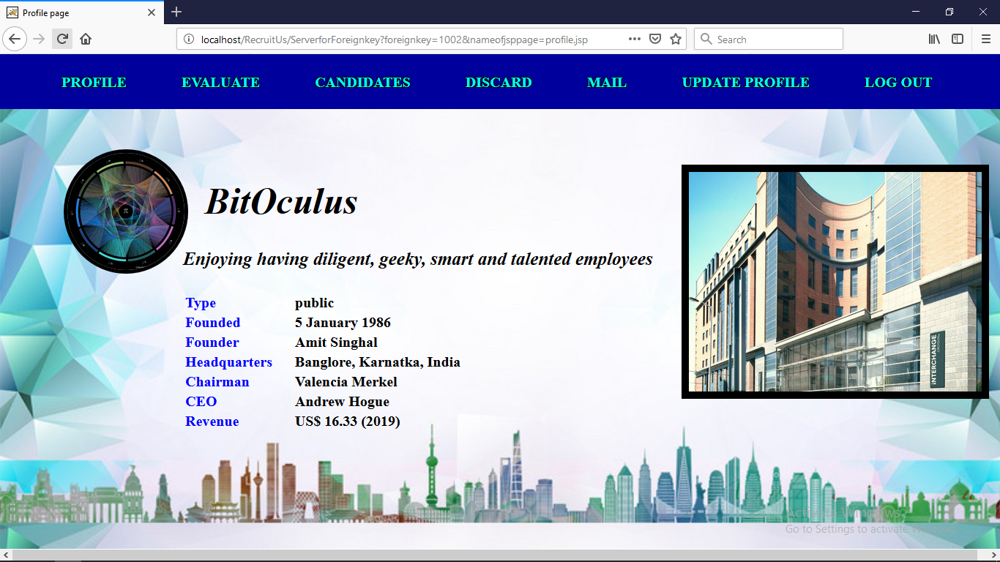 Profile page
localhost/RecruitUs/ServerforForeignkey?foreignkey=1002&nameofjsppage=profile.jsp
Search
PROFILE EVALUATE CANDIDATES DISCARD MAIL UPDATE PROFILE LOG OUT
π
BitOculus
Enjoying having diligent, geeky, smart and talented employees
Type public
Founded 5 January 1986
Founder Amit Singhal
Headquarters Banglore, Karnatka, India
Chairman Valencia Merkel
CEO Andrew Hogue
Revenue US$ 16.33 (2019)
INTERCHANGE
Activate Windows
Go to Settings to activate Windows.